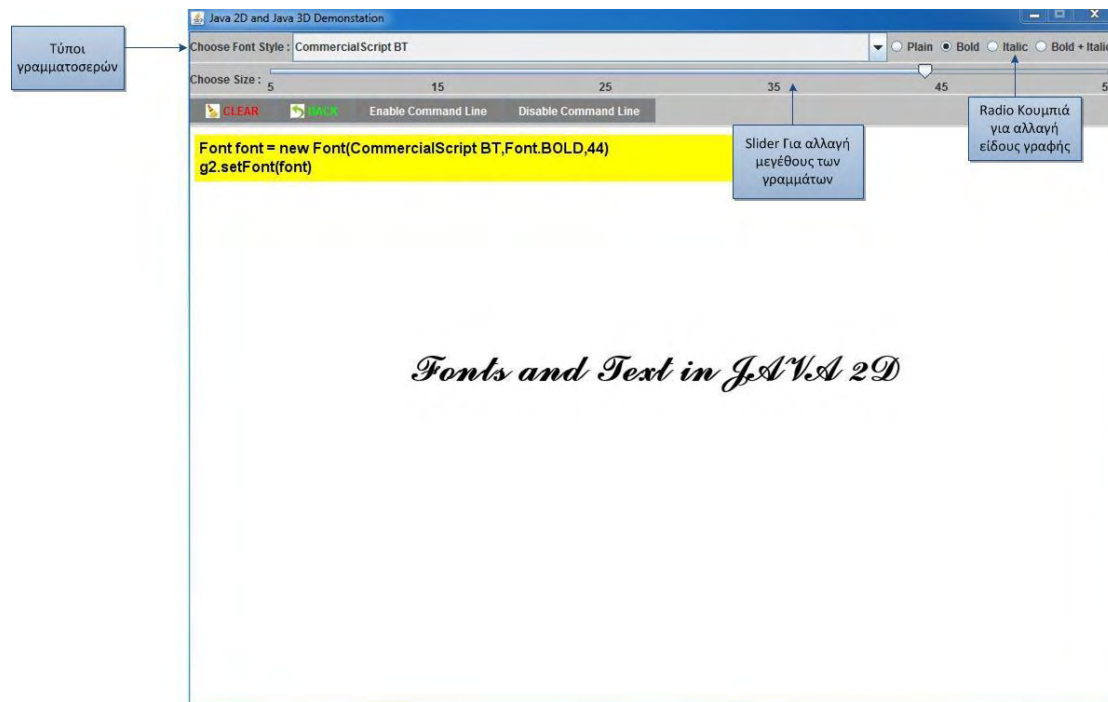 Java 2D and Java 3D Demonstation
Τύποι
γραμματοσερών
Choose Font Style : CommercialScript BT
Plain Bold Italic Bold + Italic
Choose Size :
5 15 25 35 45 5
CLEAR BACK Enable Command Line Disable Command Line
Radio Κουμπιά
για αλλαγή
είδους γραφής
Slider Για αλλαγή
μεγέθους των
γραμμάτων
Font font = new Font(CommercialScript BT,Font.BOLD,44)
g2.setFont(font)
Fonts and Text in JAVA 2D